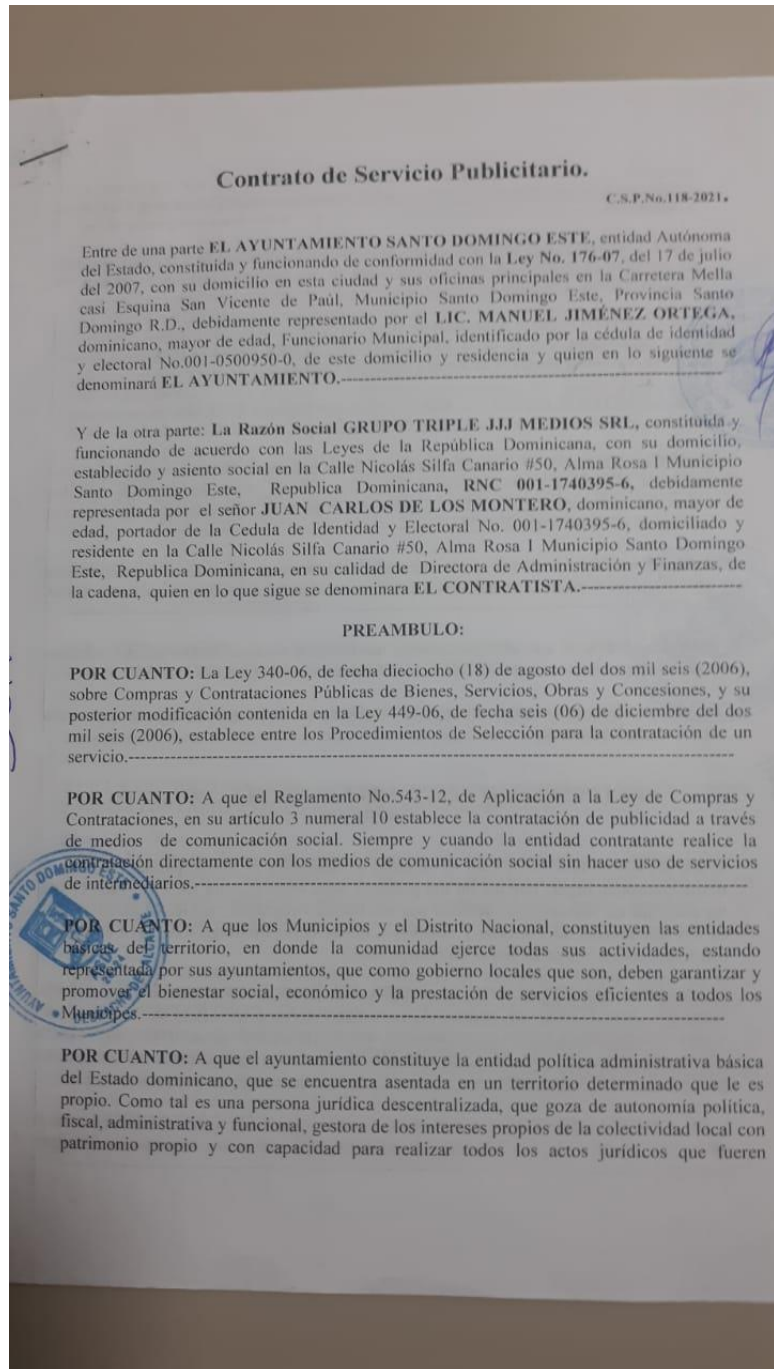 Contrato de Servicio Publicitario.
C.S.P.No.118-2021.
Entre de una parte EL AYUNTAMIENTO SANTO DOMINGO ESTE, entidad Autónoma
del Estado, constituida y funcionando de conformidad con la Ley No. 176-07, del 17 de julio
del 2007, con su domicilio en esta ciudad y sus oficinas principales en la Carretera Mella
casi Esquina San Vicente de Paúl, Municipio Santo Domingo Este, Provincia Santo
Domingo R.D., debidamente representado por el LIC. MANUEL JIMÉNEZ ORTEGA,
dominicano, mayor de edad, Funcionario Municipal, identificado por la cédula de identidad
y electoral No.001-0500950-0, de este domicilio y residencia y quien en lo siguiente se
denominará EL AYUNTAMIENTO.-----------------------------------------------------------
Y de la otra parte: La Razón Social GRUPO TRIPLE JJJ MEDIOS SRL, constituida y
funcionando de acuerdo con las Leyes de la República Dominicana, con su domicilio,
establecido y asiento social en la Calle Nicolás Silfa Canario #50, Alma Rosa I Municipio
Santo Domingo Este, Republica Dominicana, RNC 001-1740395-6, debidamente
representada por el señor JUAN CARLOS DE LOS MONTERO, dominicano, mayor de
edad, portador de la Cedula de Identidad y Electoral No. 001-1740395-6, domiciliado y
residente en la Calle Nicolás Silfa Canario #50, Alma Rosa I Municipio Santo Domingo
Este, Republica Dominicana, en su calidad de Directora de Administración y Finanzas, de
la cadena, quien en lo que sigue se denominara EL CONTRATISTA.-------------------------
PREAMBULO:
POR CUANTO: La Ley 340-06, de fecha dieciocho (18) de agosto del dos mil seis (2006),
sobre Compras y Contrataciones Públicas de Bienes, Servicios, Obras y Concesiones, y su
posterior modificación contenida en la Ley 449-06, de fecha seis (06) de diciembre del dos
mil seis (2006), establece entre los Procedimientos de Selección para la contratación de un
servicio.-----------------------------------------------------------------------------------------------
POR CUANTO: A que el Reglamento No.543-12, de Aplicación a la Ley de Compras y
Contrataciones, en su artículo 3 numeral 10 establece la contratación de publicidad a través
de medios de comunicación social. Siempre y cuando la entidad contratante realice la
contratación directamente con los medios de comunicación social sin hacer uso de servicios
de intermediarios.-------------------------------------------------------------------------------------
POR CUANTO: A que los Municipios y el Distrito Nacional, constituyen las entidades
básicas del territorio, en donde la comunidad ejerce todas sus actividades, estando
representada por sus ayuntamientos, que como gobierno locales que son, deben garantizar y
promover el bienestar social, económico y la prestación de servicios eficientes a todos los
Munícipes.----------------------------------------------------------------------------------------------
POR CUANTO: A que el ayuntamiento constituye la entidad política administrativa básica
del Estado dominicano, que se encuentra asentada en un territorio determinado que le es
propio. Como tal es una persona jurídica descentralizada, que goza de autonomía política,
fiscal, administrativa y funcional, gestora de los intereses propios de la colectividad local con
patrimonio propio y con capacidad para realizar todos los actos jurídicos que fueren
AYUNTAMIENTO SANTO DOMINGO ESTE